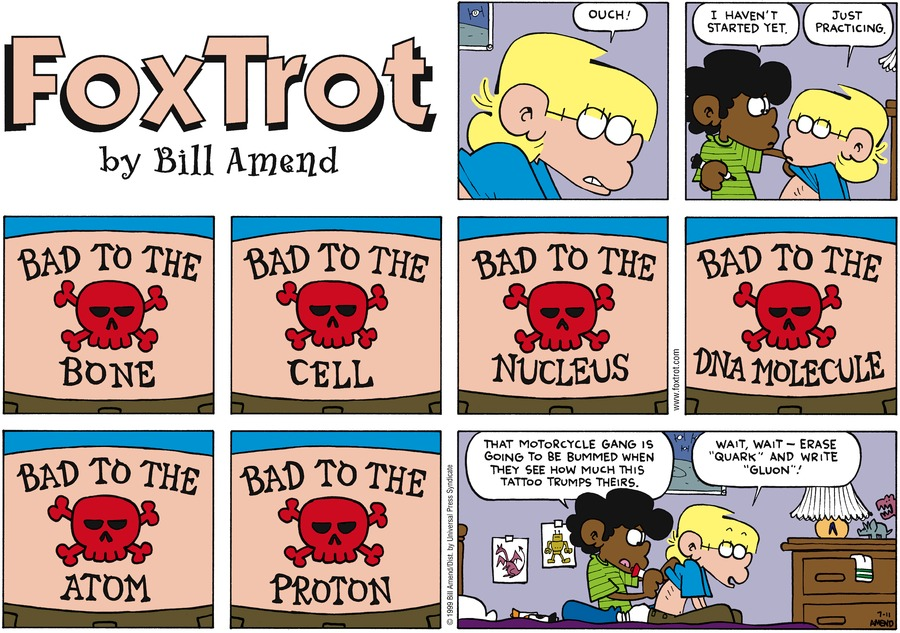 FoxTrot
by Bill Amend
OUCH!
I HAVEN'T
STARTED YET.
JUST
PRACTICING.
BAD TO THE
BONE
BAD TO THE
CELL
BAD TO THE
NUCLEUS
www.foxtrot.com
BAD TO THE
DNA MOLECULE
BAD TO THE
ATOM
BAD TO THE
PROTON
© 1999 Bill Amend/Dist. by Universal Press Syndicate
THAT MOTORCYCLE GANG IS
GOING TO BE BUMMED WHEN
THEY SEE HOW MUCH THIS
TATTOO TRUMPS THEIRS.
WAIT, WAIT — ERASE
"QUARK" AND WRITE
"GLUON"!
7-11
AMEND